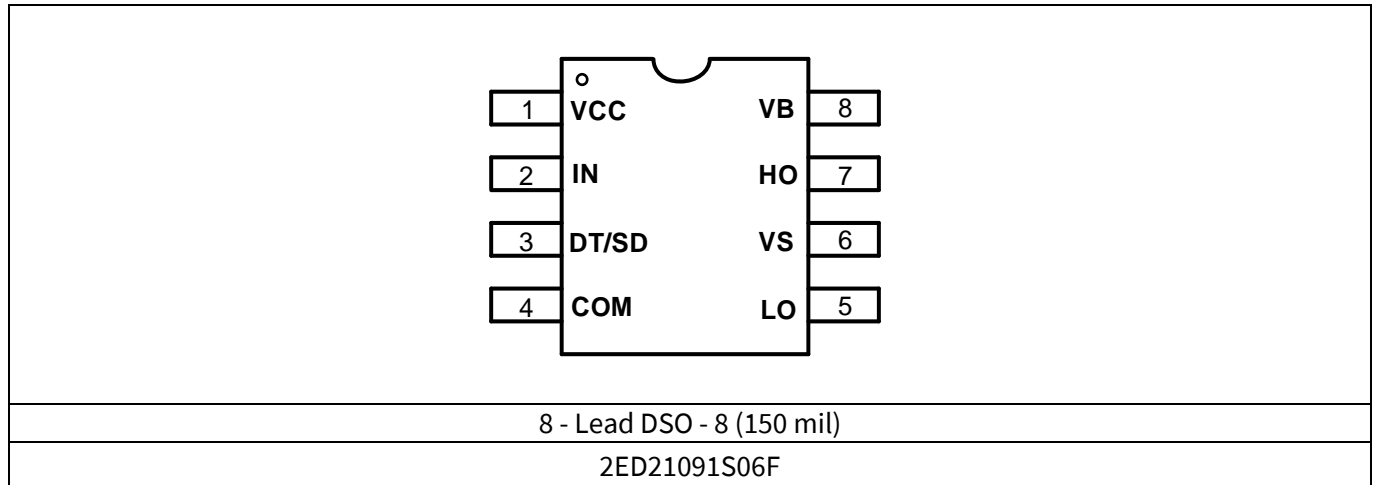 1 VCC VB 8
2 IN HO 7
3 DT/SD VS 6
4 COM LO 5
8 - Lead DSO - 8 (150 mil)
2ED21091S06F